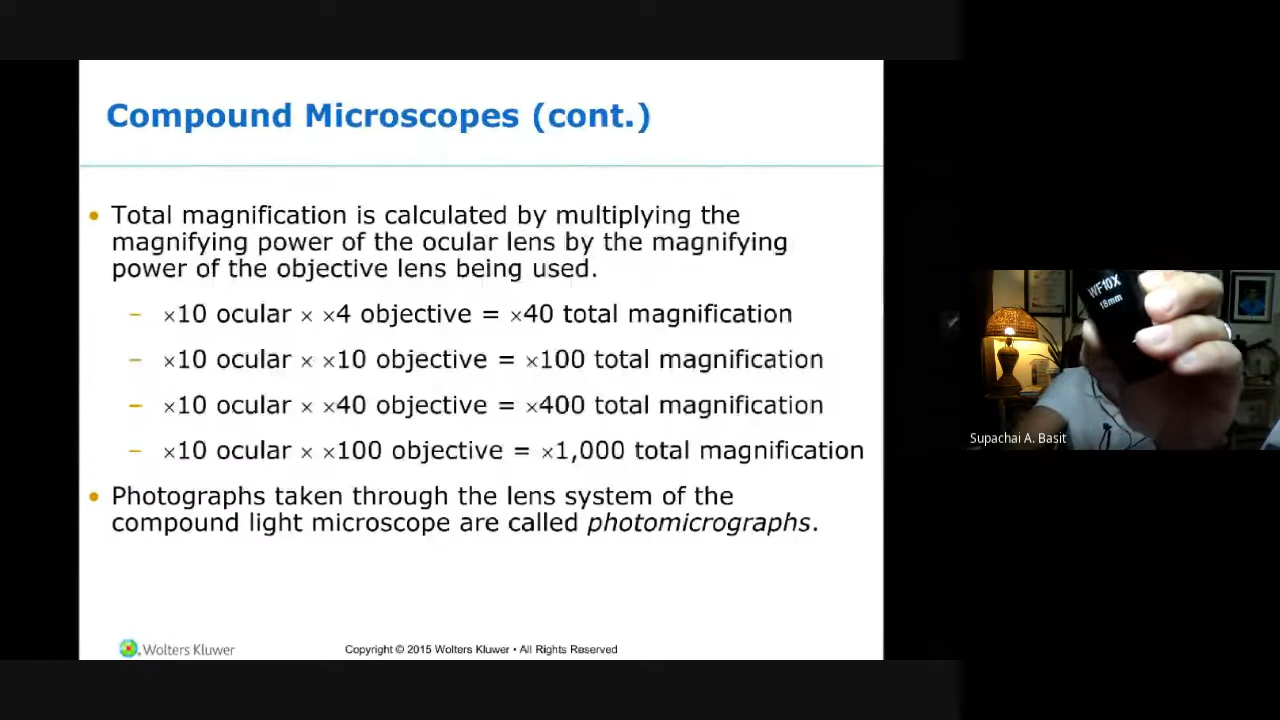 Compound Microscopes (cont.)
• Total magnification is calculated by multiplying the
magnifying power of the ocular lens by the magnifying
power of the objective lens being used.
– ×10 ocular × ×4 objective = ×40 total magnification
– ×10 ocular × ×10 objective = ×100 total magnification
– ×10 ocular × ×40 objective = ×400 total magnification
– ×10 ocular × ×100 objective = ×1,000 total magnification
• Photographs taken through the lens system of the
compound light microscope are called photomicrographs.
Wolters Kluwer
Copyright © 2015 Wolters Kluwer • All Rights Reserved
WF10X
18mm
Supachai A. Basit